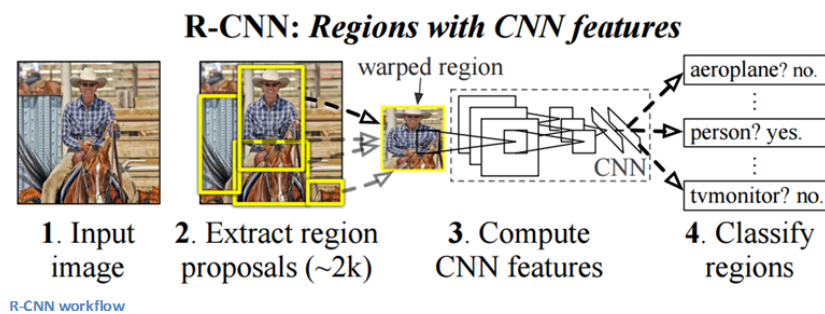 R-CNN: Regions with CNN features
warped region
aeroplane? no.
⋮
person? yes.
⋮
tvmonitor? no.
CNN
1. Input
image
2. Extract region
proposals (~2k)
3. Compute
CNN features
4. Classify
regions
R-CNN workflow